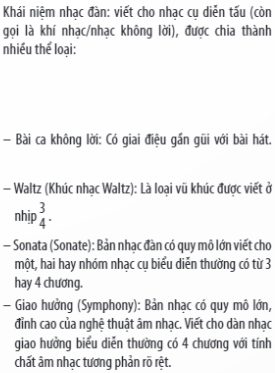 Khái niệm nhạc đàn: viết cho nhạc cụ diễn tấu (còn
gọi là khí nhạc/nhạc không lời), được chia thành
nhiều thể loại:
– Bài ca không lời: Có giai điệu gần gũi với bài hát.
– Waltz (Khúc nhạc Waltz): Là loại vũ khúc được viết ở
nhịp 3/4.
– Sonata (Sonate): Bản nhạc đàn có quy mô lớn viết cho
một, hai hay nhóm nhạc cụ biểu diễn thường có từ 3
hay 4 chương.
– Giao hưởng (Symphony): Bản nhạc có quy mô lớn,
đỉnh cao của nghệ thuật âm nhạc. Viết cho dàn nhạc
giao hưởng biểu diễn thường có 4 chương với tính
chất âm nhạc tương phản rõ rệt.